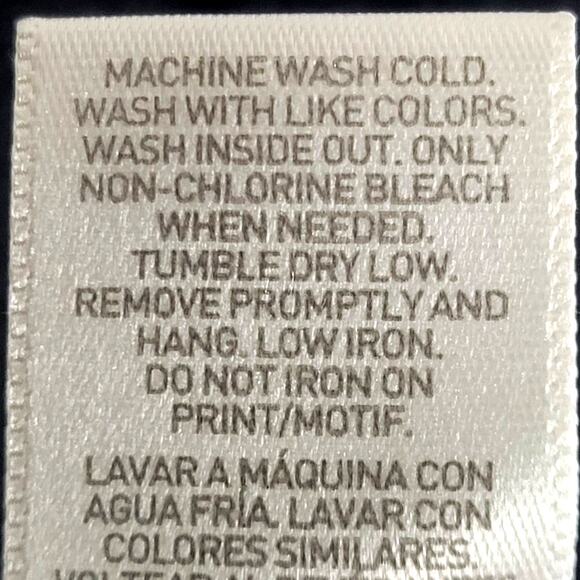 MACHINE WASH COLD.
WASH WITH LIKE COLORS.
WASH INSIDE OUT. ONLY
NON-CHLORINE BLEACH
WHEN NEEDED.
TUMBLE DRY LOW.
REMOVE PROMPTLY AND
HANG. LOW IRON.
DO NOT IRON ON
PRINT/MOTIF.
LAVAR A MÁQUINA CON
AGUA FRÍA. LAVAR CON
COLORES SIMILARES.